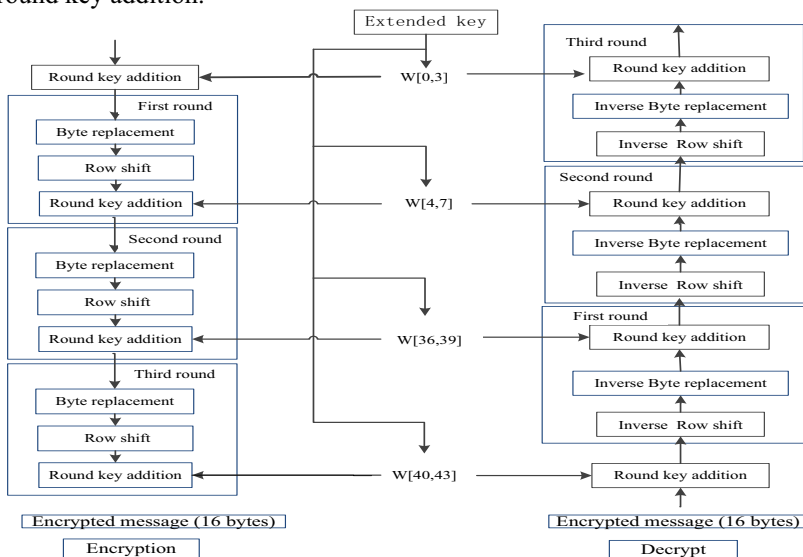 round key addition.
Extended key
Round key addition
First round
Byte replacement
Row shift
Round key addition
Second round
Byte replacement
Row shift
Round key addition
Third round
Byte replacement
Row shift
Round key addition
Encrypted message (16 bytes)
Encryption
W[0,3]
W[4,7]
W[36,39]
W[40,43]
Third round
Round key addition
Inverse Byte replacement
Inverse Row shift
Second round
Round key addition
Inverse Byte replacement
Inverse Row shift
First round
Round key addition
Inverse Byte replacement
Inverse Row shift
Round key addition
Encrypted message (16 bytes)
Decrypt